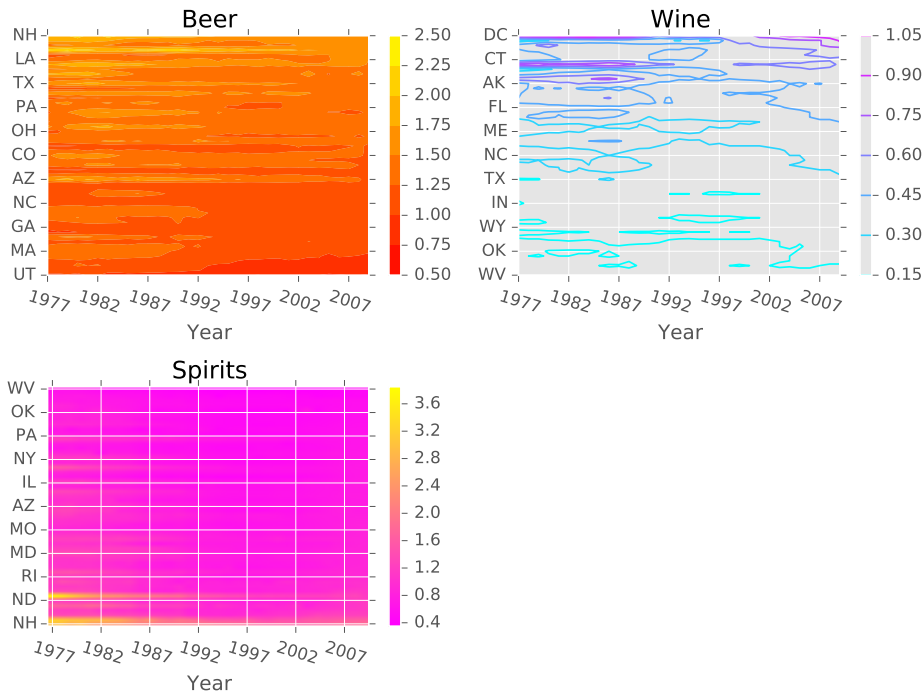 Beer
NH
LA
TX
PA
OH
CO
AZ
NC
GA
MA
UT
1977
1982
1987
1992
1997
2002
2007
Year
2.50
2.25
2.00
1.75
1.50
1.25
1.00
0.75
0.50
Wine
DC
CT
AK
FL
ME
NC
TX
IN
WY
OK
WV
1977
1982
1987
1992
1997
2002
2007
Year
1.05
0.90
0.75
0.60
0.45
0.30
0.15
Spirits
WV
OK
PA
NY
IL
AZ
MO
MD
RI
ND
NH
1977
1982
1987
1992
1997
2002
2007
Year
3.6
3.2
2.8
2.4
2.0
1.6
1.2
0.8
0.4